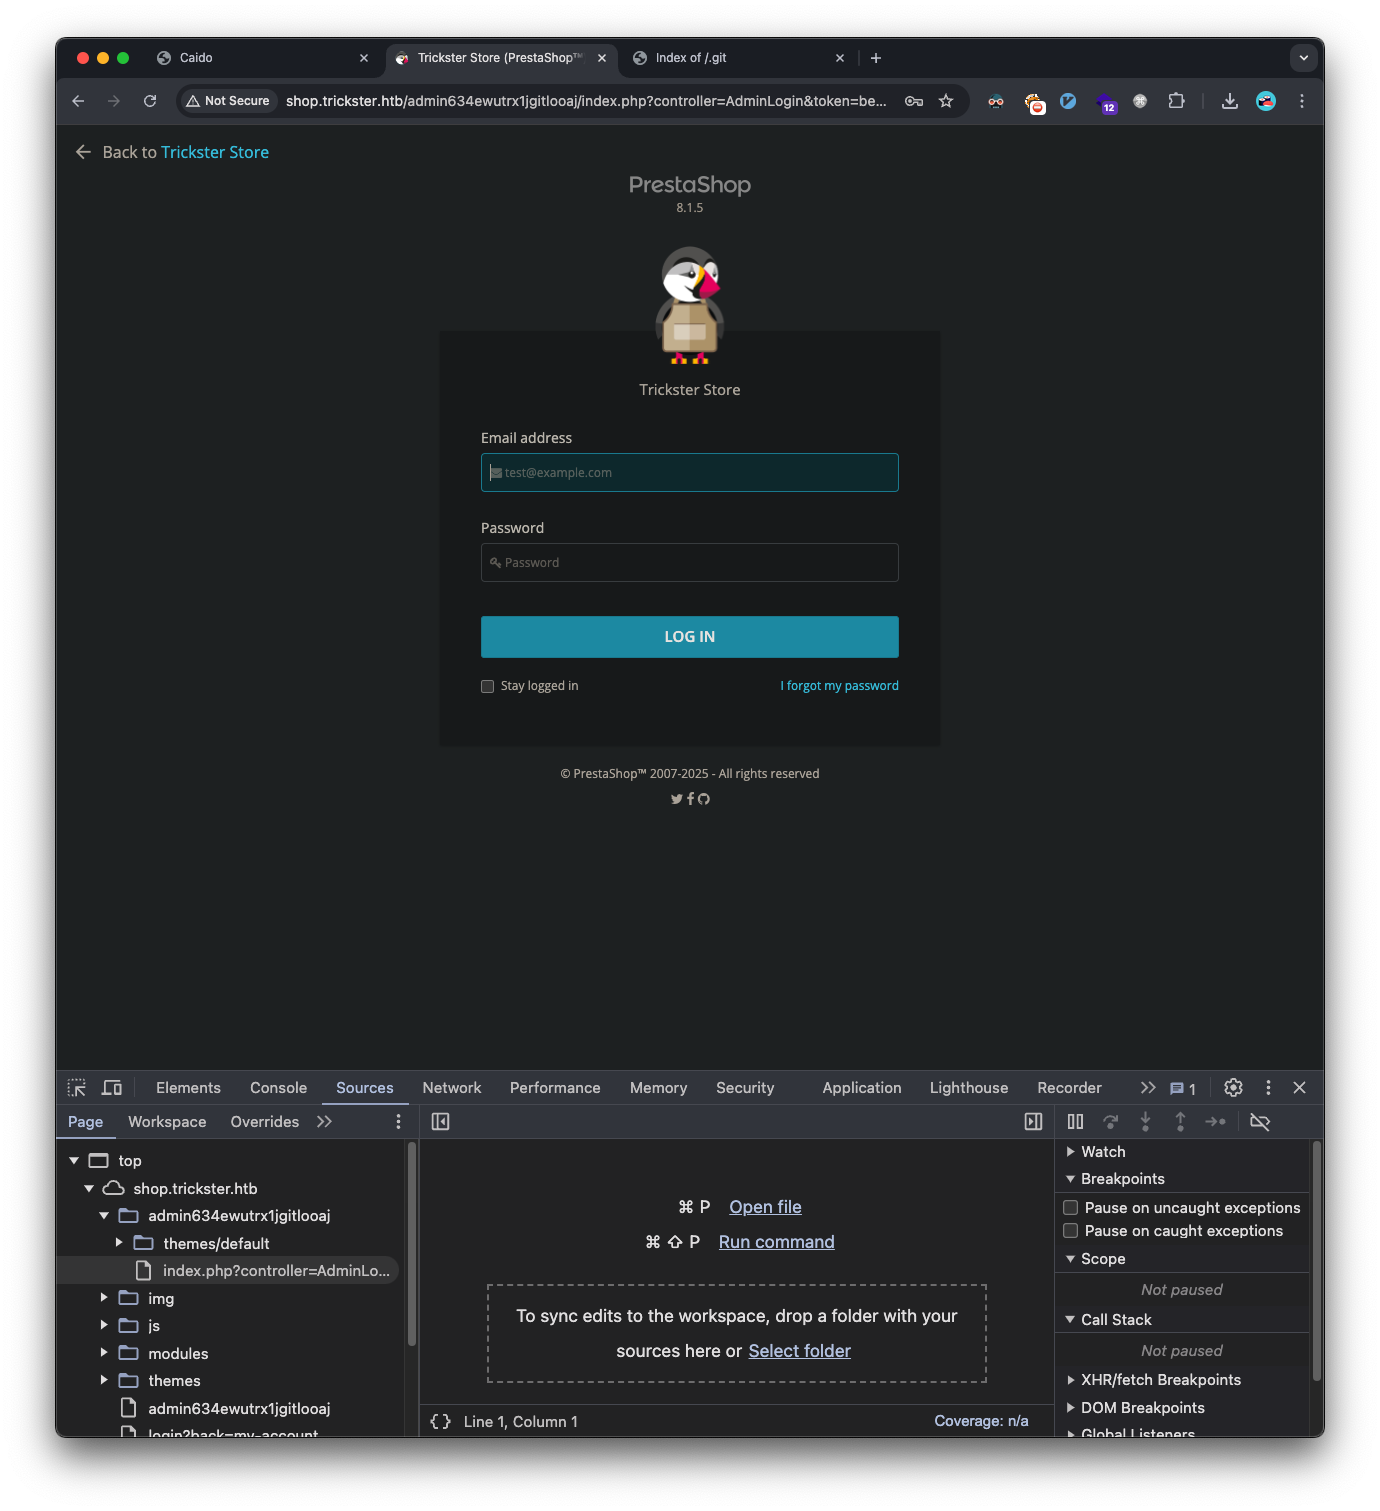 Caido
Trickster Store (PrestaShop™
Index of /.git
Not Secure
shop.trickster.htb/admin634ewutrx1jgitlooaj/index.php?controller=AdminLogin&token=be...
12
Back to Trickster Store
PrestaShop
8.1.5
Trickster Store
Email address
test@example.com
Password
Password
LOG IN
Stay logged in
I forgot my password
© PrestaShop™ 2007-2025 - All rights reserved
Elements Console Sources Network Performance Memory Security Application Lighthouse Recorder 1
Page Workspace Overrides
top
shop.trickster.htb
admin634ewutrx1jgitlooaj
themes/default
index.php?controller=AdminLo...
img
js
modules
themes
admin634ewutrx1jgitlooaj
login?back=my-account
⌘ P Open file
⌘ ⇧ P Run command
To sync edits to the workspace, drop a folder with your
sources here or Select folder
{ } Line 1, Column 1
Coverage: n/a
Watch
Breakpoints
Pause on uncaught exceptions
Pause on caught exceptions
Scope
Not paused
Call Stack
Not paused
XHR/fetch Breakpoints
DOM Breakpoints
Global Listeners